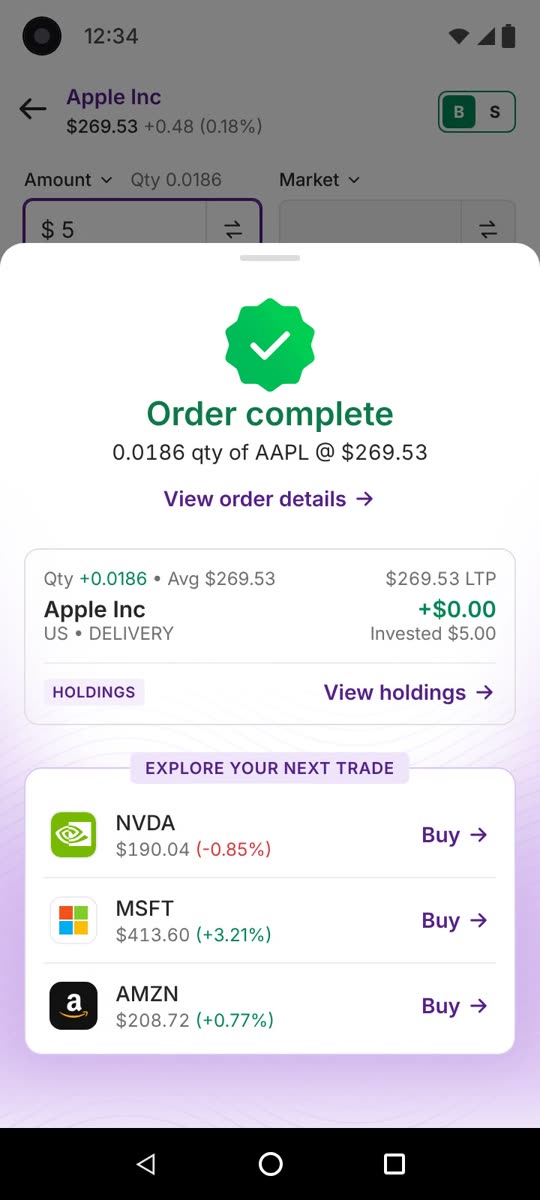 12:34
Apple Inc
$269.53 +0.48 (0.18%)
B S
Amount Qty 0.0186 Market
$ 5
Order complete
0.0186 qty of AAPL @ $269.53
View order details →
Qty +0.0186 • Avg $269.53 $269.53 LTP
Apple Inc +$0.00
US • DELIVERY Invested $5.00
HOLDINGS View holdings →
EXPLORE YOUR NEXT TRADE
NVDA
$190.04 (-0.85%) Buy →
MSFT
$413.60 (+3.21%) Buy →
AMZN
$208.72 (+0.77%) Buy →